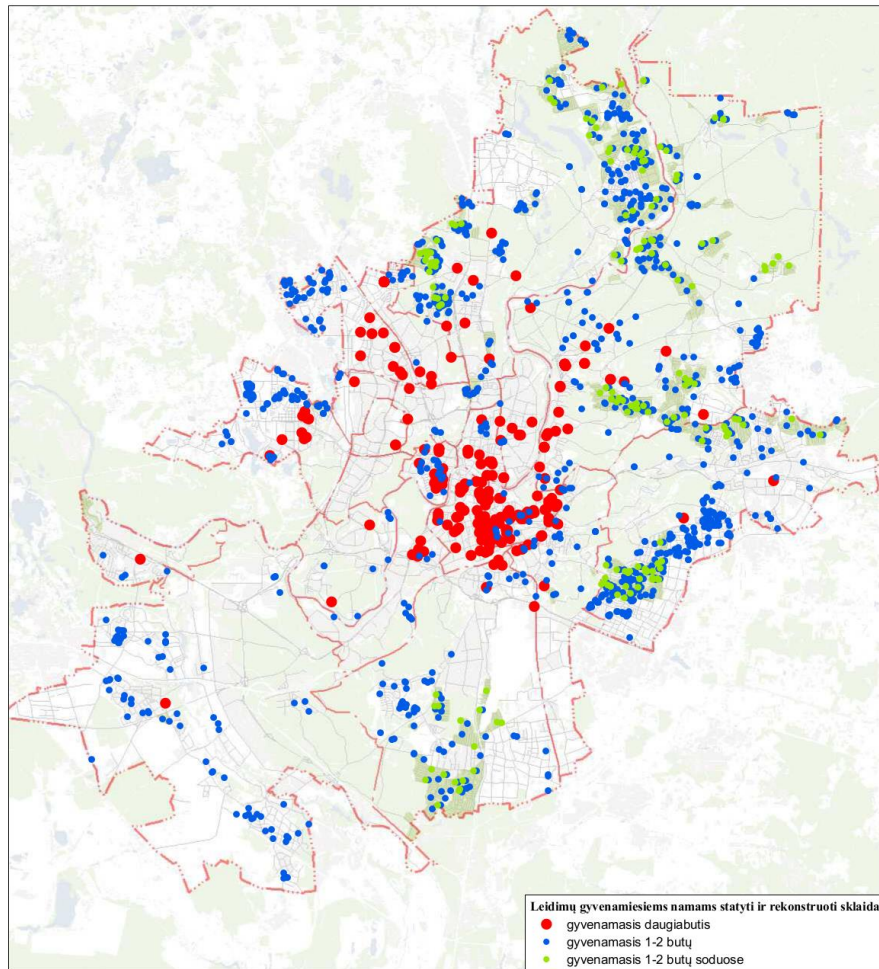 Leidimų gyvenamiesiems namams statyti ir rekonstruoti sklaida
gyvenamasis daugiabutis
gyvenamasis 1-2 butų
gyvenamasis 1-2 butų soduose